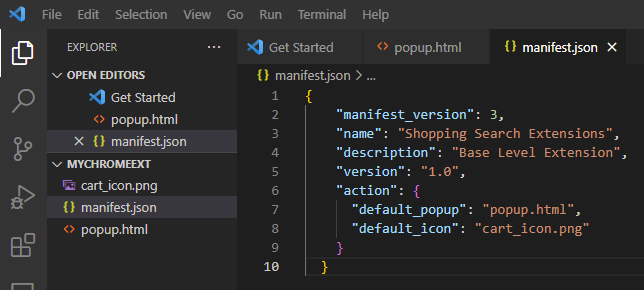 File Edit Selection View Go Run Terminal Help
EXPLORER
OPEN EDITORS
Get Started
popup.html
manifest.json
MYCHROMEEXT
cart_icon.png
manifest.json
popup.html
Get Started popup.html manifest.json
manifest.json > ...
1 {
2 "manifest_version": 3,
3 "name": "Shopping Search Extensions",
4 "description": "Base Level Extension",
5 "version": "1.0",
6 "action": {
7 "default_popup": "popup.html",
8 "default_icon": "cart_icon.png"
9 }
10 }